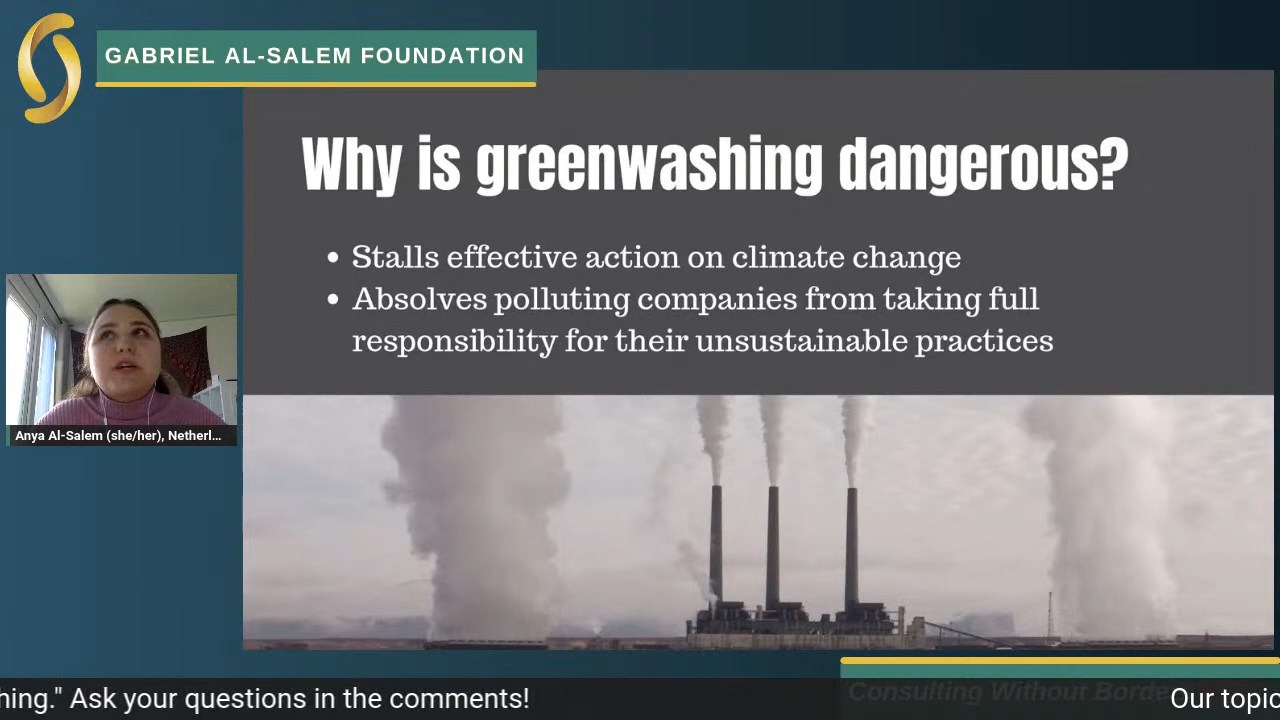 GABRIEL AL-SALEM FOUNDATION
Why is greenwashing dangerous?
• Stalls effective action on climate change
• Absolves polluting companies from taking full
responsibility for their unsustainable practices
Anya Al-Salem (she/her), Netherl...
Consulting Without Borde
hing." Ask your questions in the comments!
Our topic